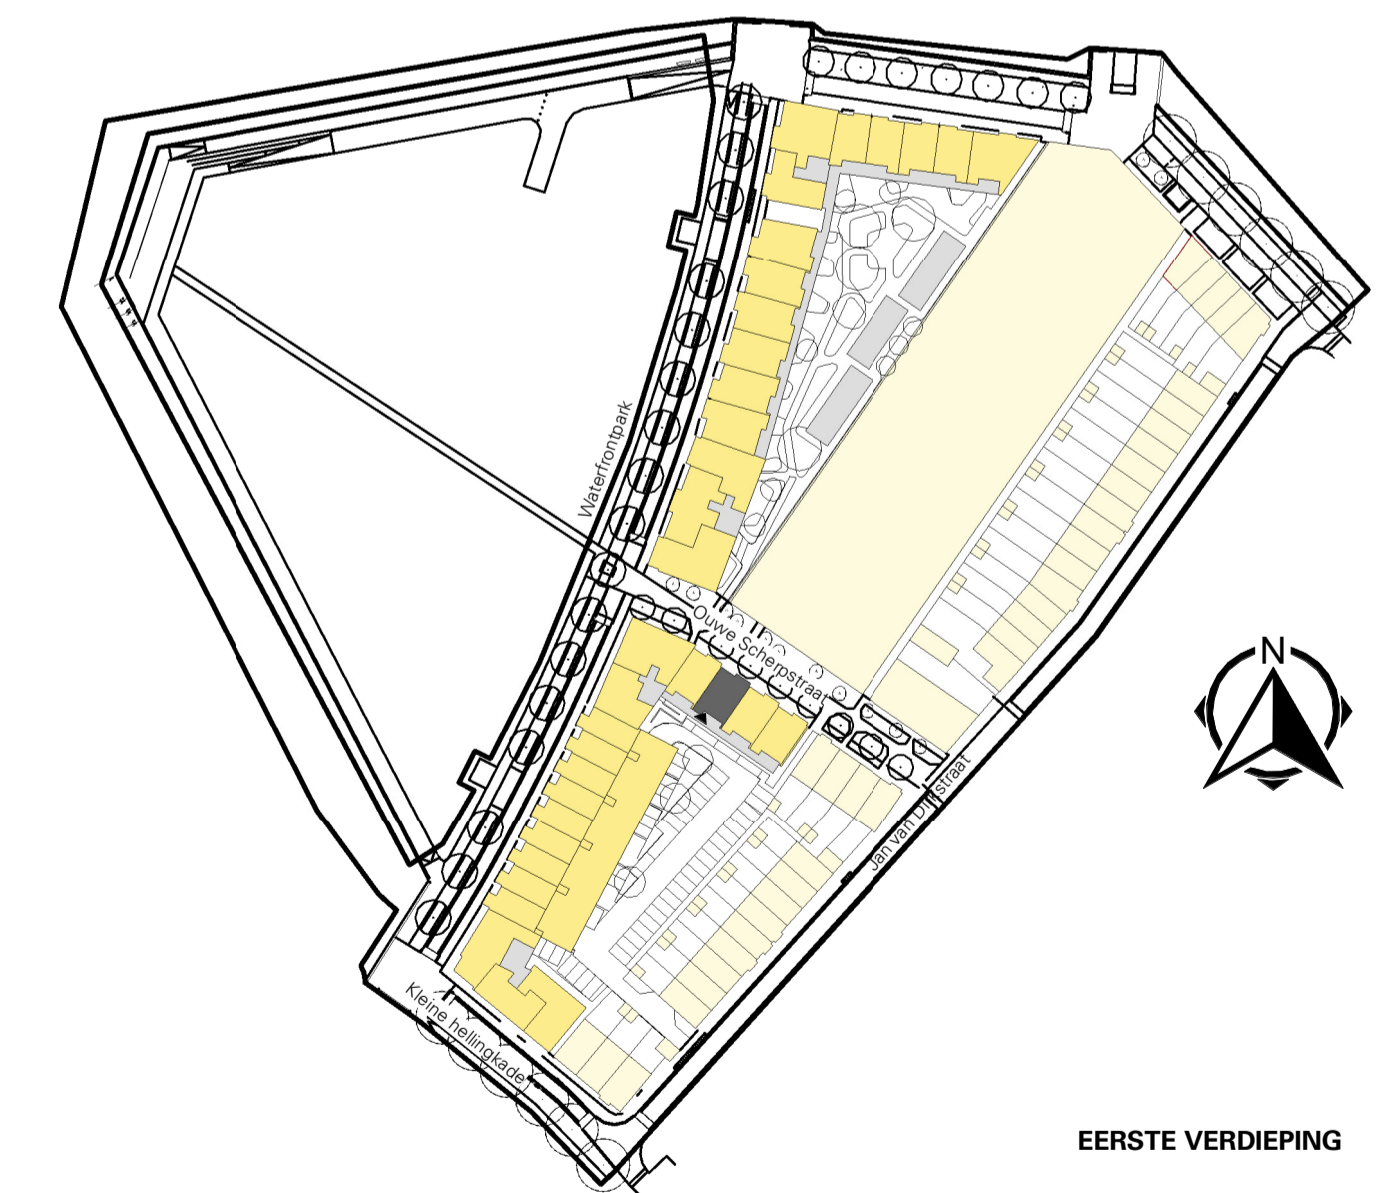 Waterfrontpark
Ouwe Scherpstraat
N
Jan van Dijkstraat
Kleine hellingkade
EERSTE VERDIEPING